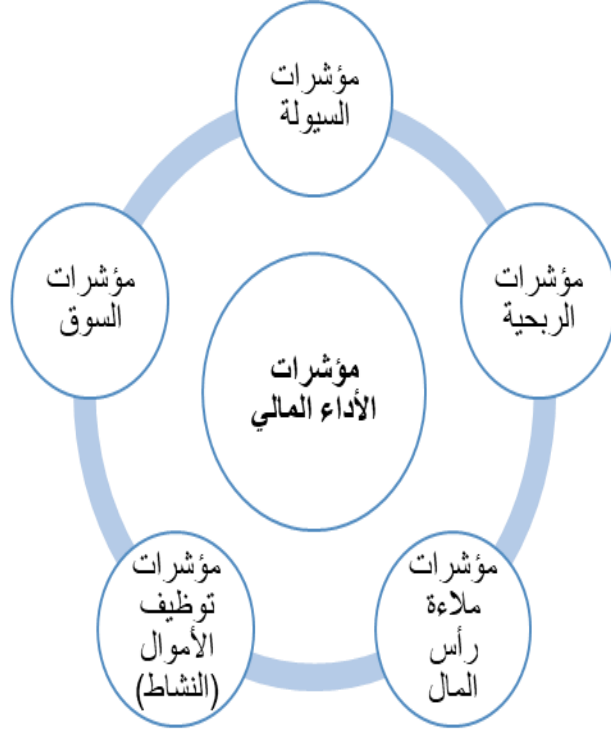 مؤشرات
السيولة
مؤشرات
الربحية
مؤشرات
ملاءة
رأس
المال
مؤشرات
توظيف
الأموال
(النشاط)
مؤشرات
السوق
مؤشرات
الأداء المالي